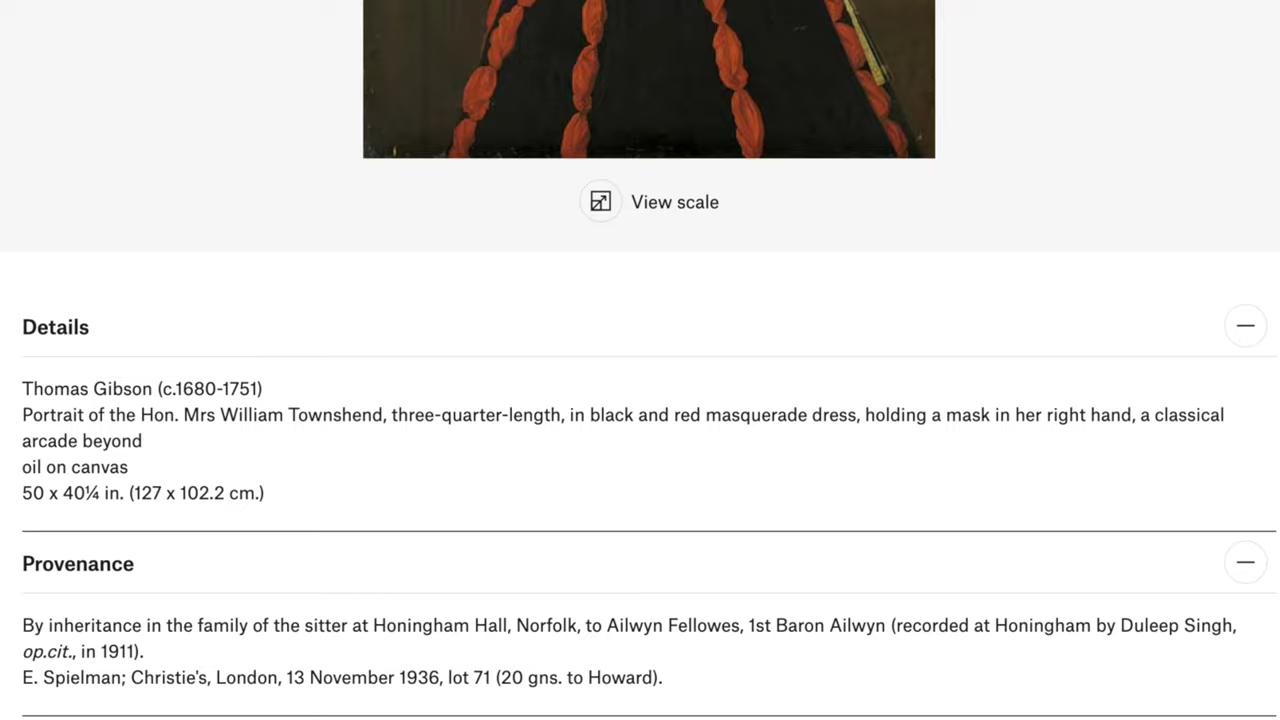 View scale
Details
Thomas Gibson (c.1680-1751)
Portrait of the Hon. Mrs William Townshend, three-quarter-length, in black and red masquerade dress, holding a mask in her right hand, a classical
arcade beyond
oil on canvas
50 x 40¼ in. (127 x 102.2 cm.)
Provenance
By inheritance in the family of the sitter at Honingham Hall, Norfolk, to Ailwyn Fellowes, 1st Baron Ailwyn (recorded at Honingham by Duleep Singh,
op.cit., in 1911).
E. Spielman; Christie's, London, 13 November 1936, lot 71 (20 gns. to Howard).